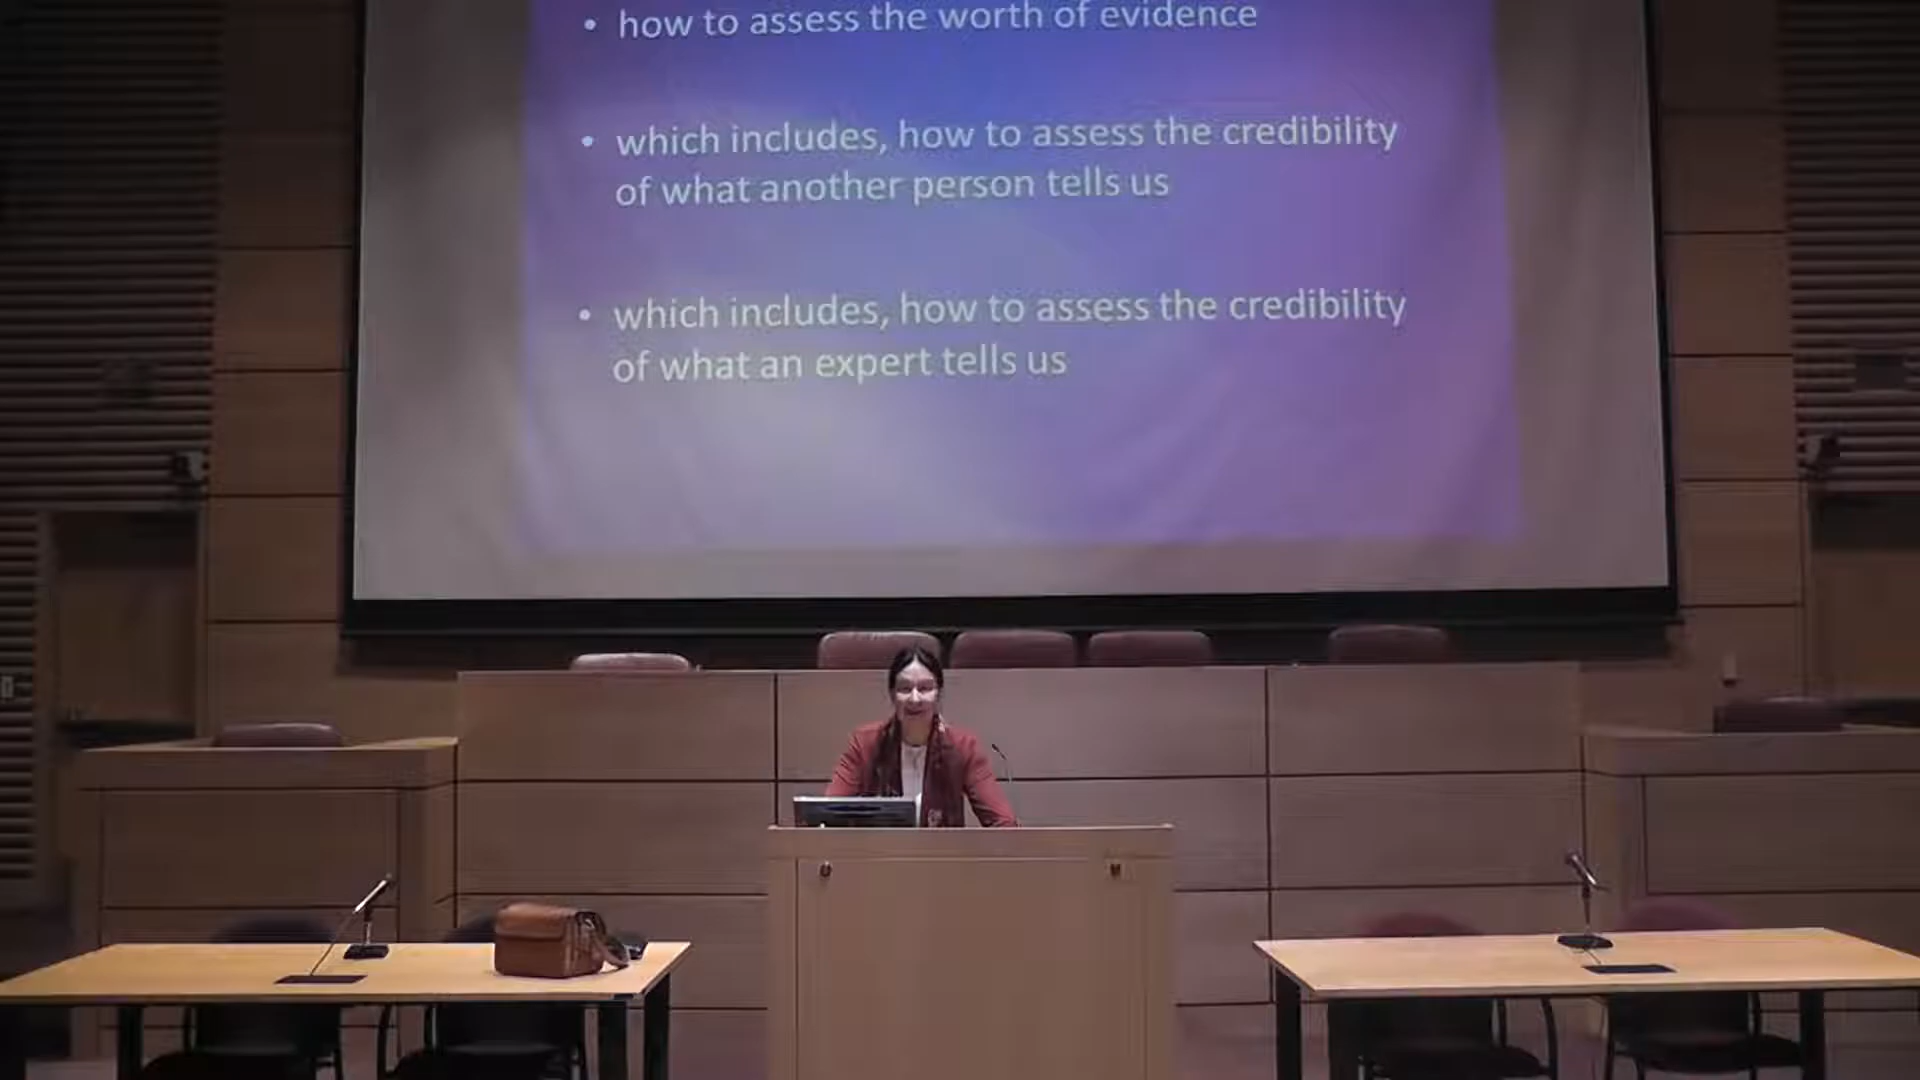 • how to assess the worth of evidence
• which includes, how to assess the credibility
of what another person tells us
• which includes, how to assess the credibility
of what an expert tells us